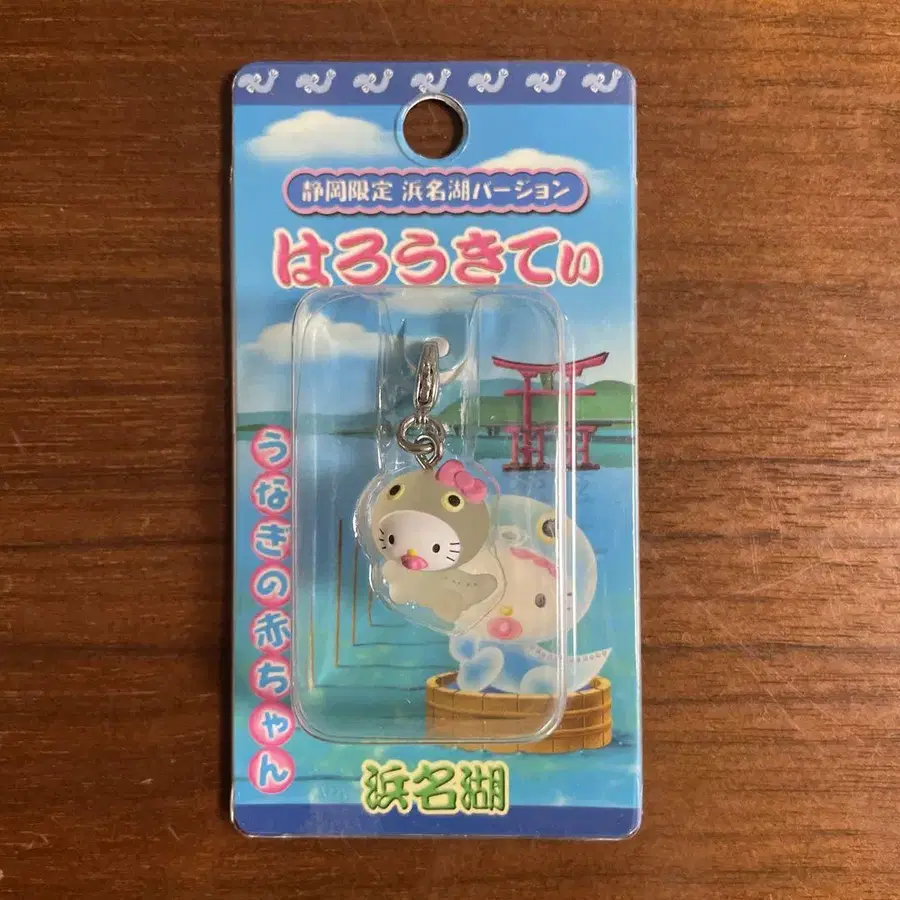 静岡限定 浜名湖バージョン
はろうきてぃ
うなぎの赤ちゃん
浜名湖